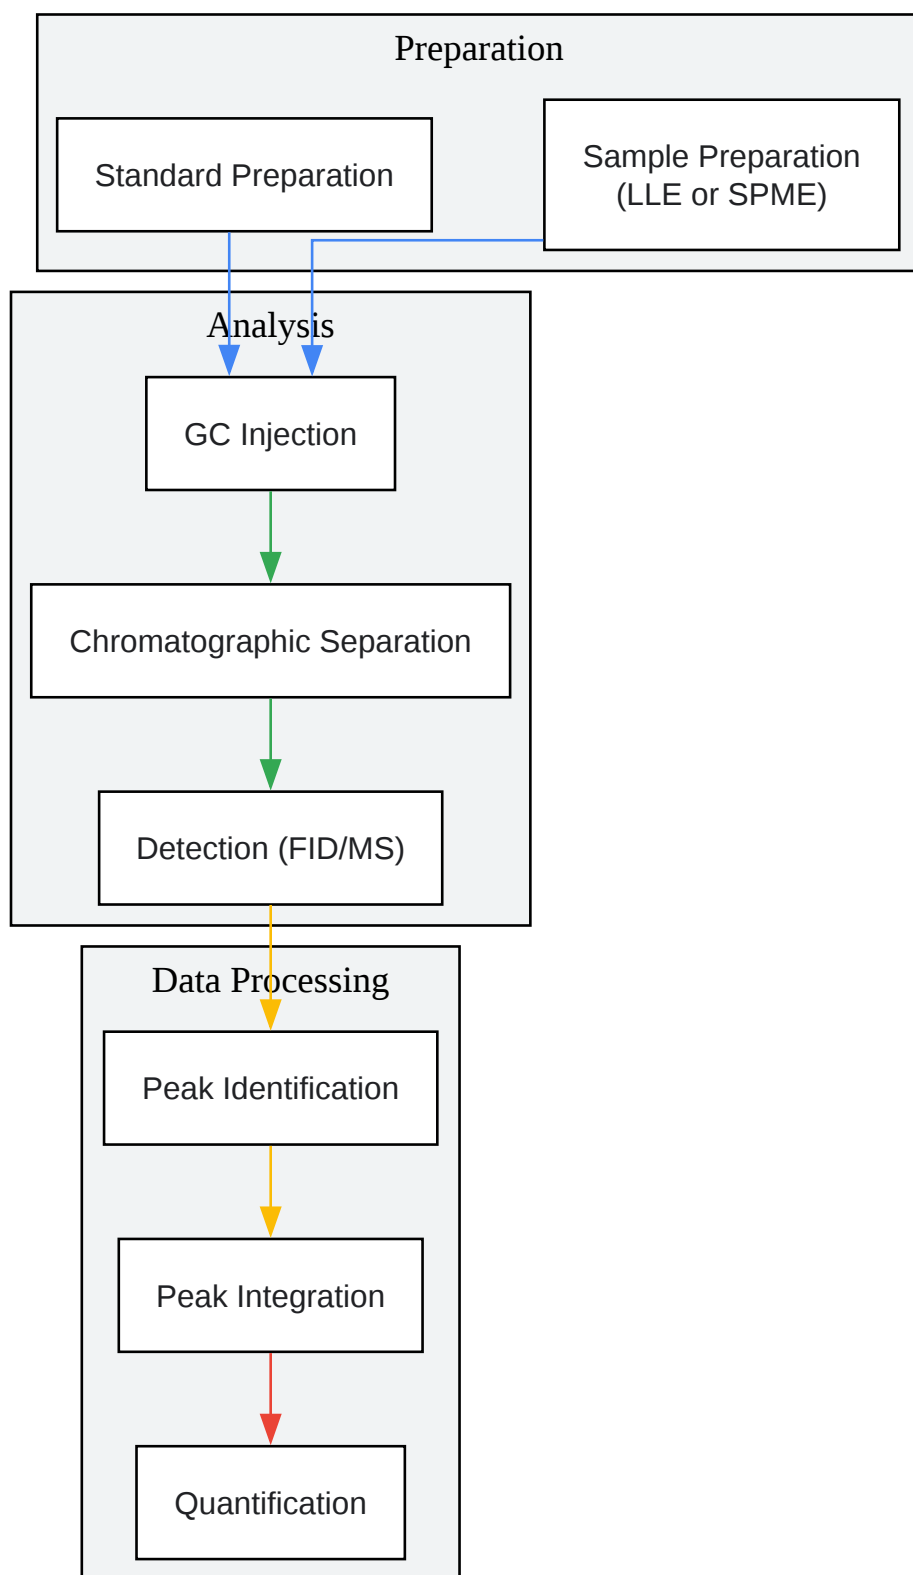 Preparation
Standard Preparation
Sample Preparation
(LLE or SPME)
Analysis
GC Injection
Chromatographic Separation
Detection (FID/MS)
Data Processing
Peak Identification
Peak Integration
Quantification